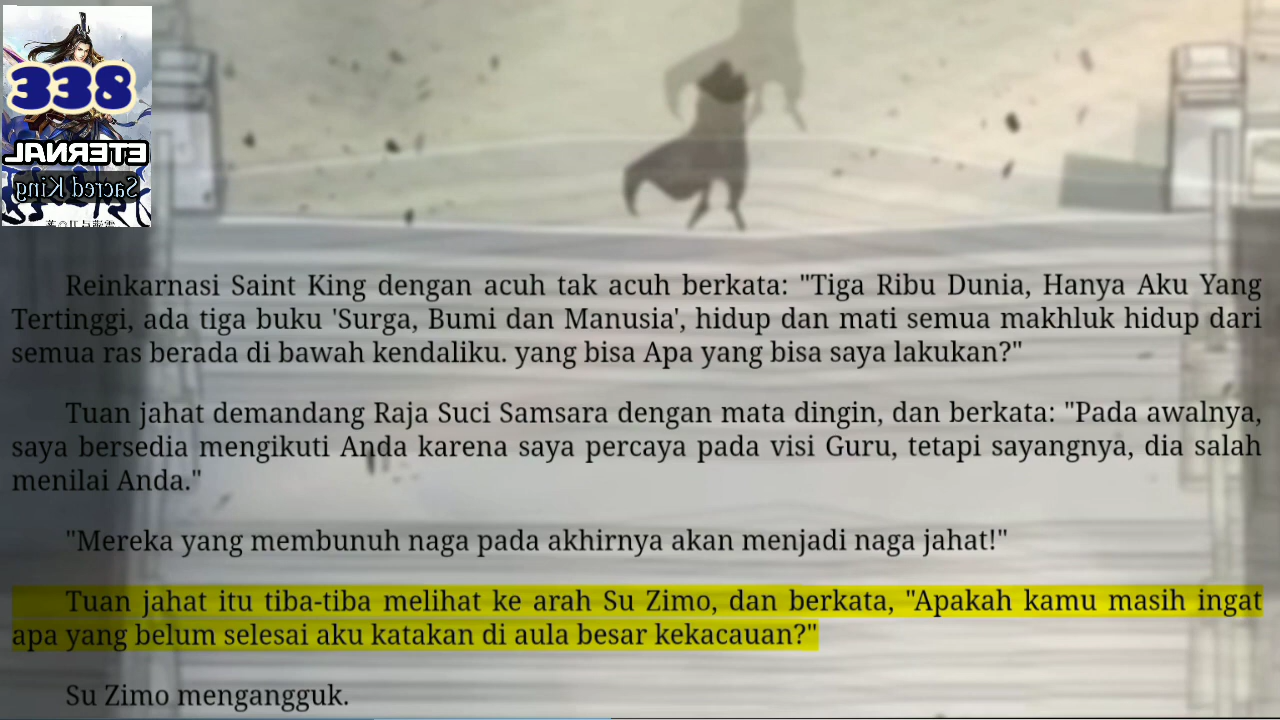 338
ETERNAL
Sacred King
Reinkarnasi Saint King dengan acuh tak acuh berkata: "Tiga Ribu Dunia, Hanya Aku Yang
Tertinggi, ada tiga buku 'Surga, Bumi dan Manusia', hidup dan mati semua makhluk hidup dari
semua ras berada di bawah kendaliku. yang bisa Apa yang bisa saya lakukan?"
Tuan jahat demandang Raja Suci Samsara dengan mata dingin, dan berkata: "Pada awalnya,
saya bersedia mengikuti Anda karena saya percaya pada visi Guru, tetapi sayangnya, dia salah
menilai Anda."
"Mereka yang membunuh naga pada akhirnya akan menjadi naga jahat!"
Tuan jahat itu tiba-tiba melihat ke arah Su Zimo, dan berkata, "Apakah kamu masih ingat
apa yang belum selesai aku katakan di aula besar kekacauan?"
Su Zimo mengangguk.